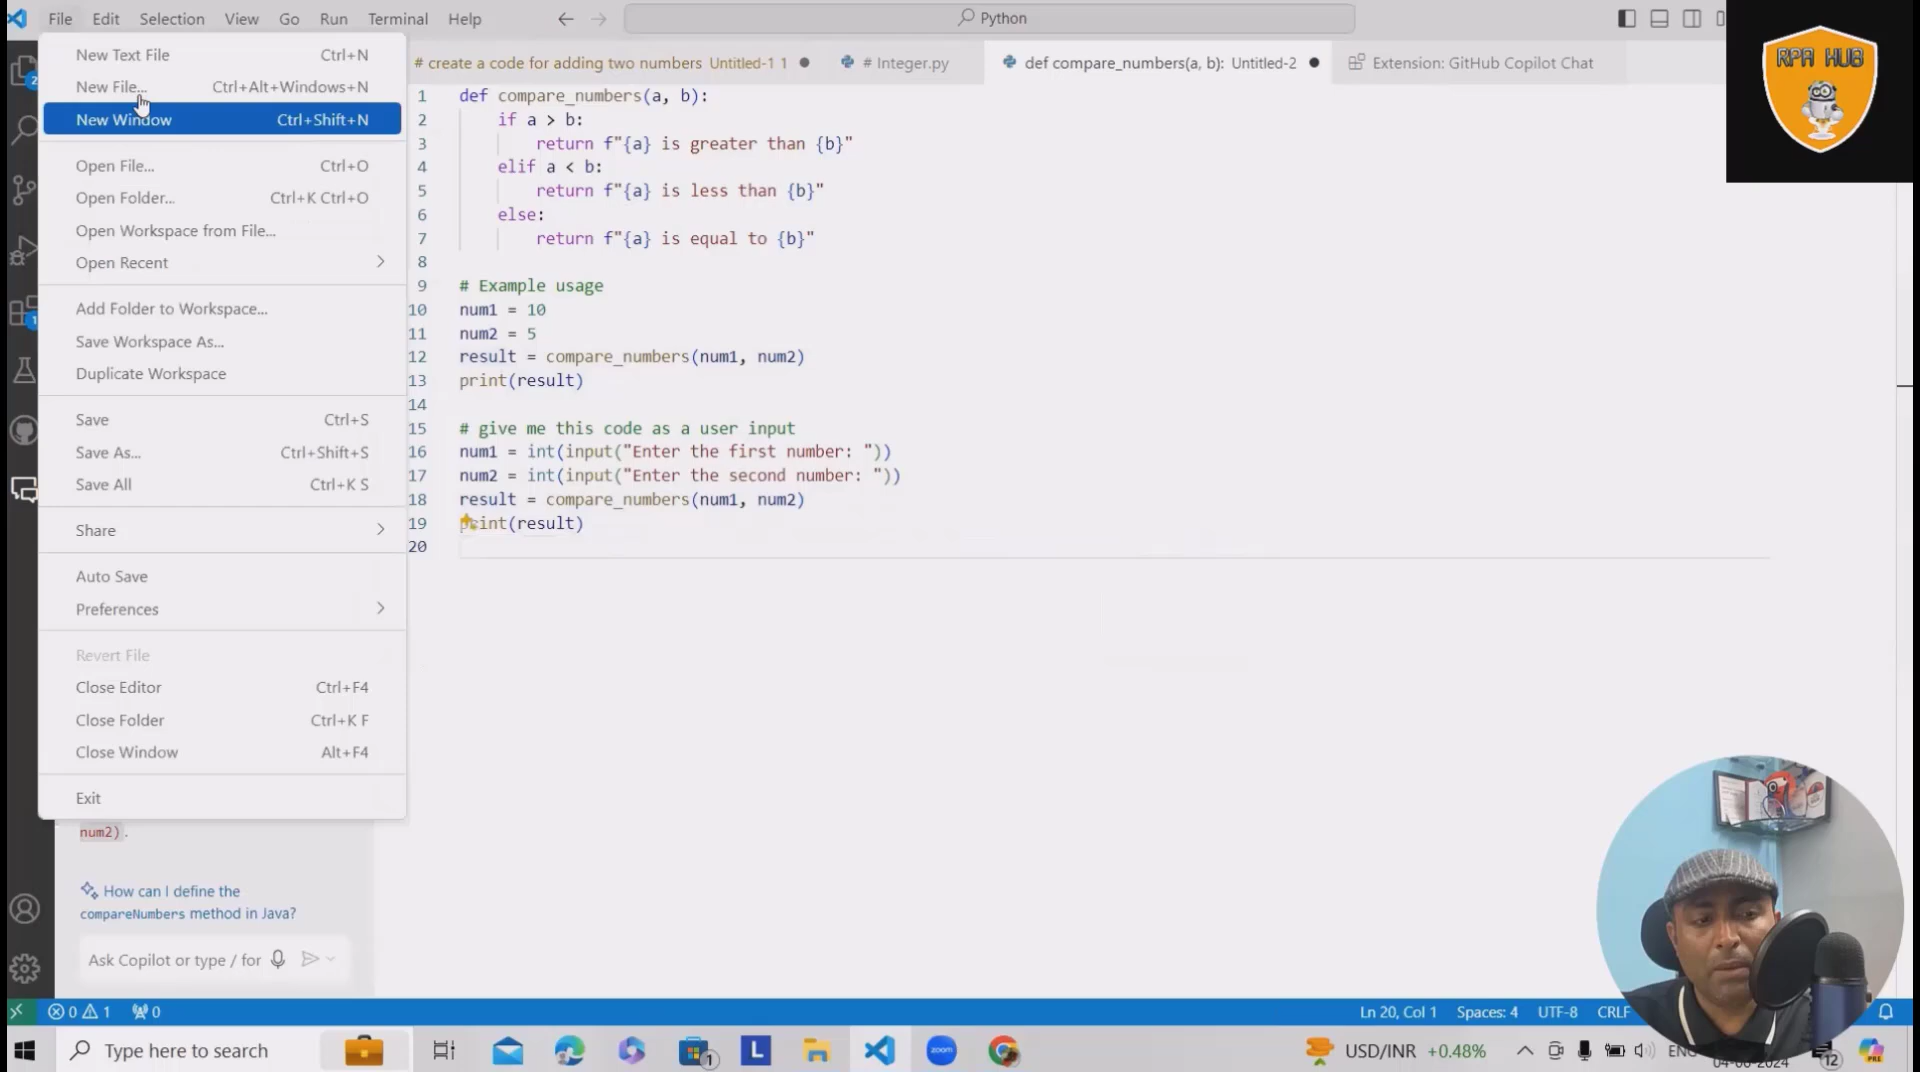 File Edit Selection View Go Run Terminal Help
Python
RPA HUB
New Text File Ctrl+N
New File... Ctrl+Alt+Windows+N
New Window Ctrl+Shift+N
Open File... Ctrl+O
Open Folder... Ctrl+K Ctrl+O
Open Workspace from File...
Open Recent
Add Folder to Workspace...
Save Workspace As...
Duplicate Workspace
Save Ctrl+S
Save As... Ctrl+Shift+S
Save All Ctrl+K S
Share
Auto Save
Preferences
Revert File
Close Editor Ctrl+F4
Close Folder Ctrl+K F
Close Window Alt+F4
Exit
num2).
How can I define the
compareNumbers method in Java?
Ask Copilot or type / for
# create a code for adding two numbers Untitled-1 1
# Integer.py
def compare_numbers(a, b): Untitled-2
Extension: GitHub Copilot Chat
1 def compare_numbers(a, b):
2 if a > b:
3 return f"{a} is greater than {b}"
4 elif a < b:
5 return f"{a} is less than {b}"
6 else:
7 return f"{a} is equal to {b}"
8
9 # Example usage
10 num1 = 10
11 num2 = 5
12 result = compare_numbers(num1, num2)
13 print(result)
14
15 # give me this code as a user input
16 num1 = int(input("Enter the first number: "))
17 num2 = int(input("Enter the second number: "))
18 result = compare_numbers(num1, num2)
19 print(result)
20
0 1 0
Ln 20, Col 1 Spaces: 4 UTF-8 CRLF
Type here to search
1
L
zoom
USD/INR +0.48%
ENG
04-06-2024
12
PRE